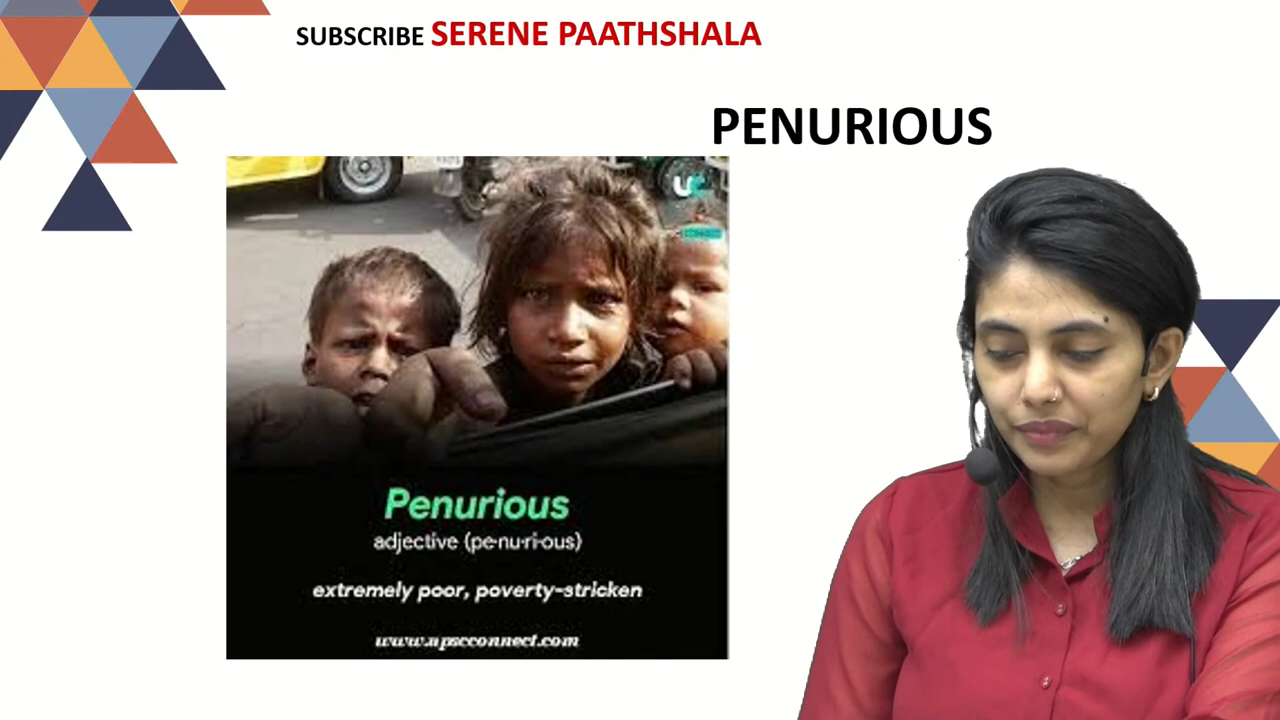 SUBSCRIBE SERENE PAATHSHALA
PENURIOUS
Penurious
adjective (pe·nu·ri·ous)
extremely poor, poverty-stricken
www.upscconnect.com